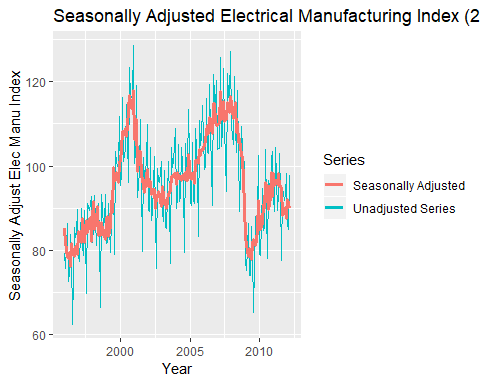 Seasonally Adjusted Electrical Manufacturing Index (2
Seasonally Adjust Elec Manu Index
120
100
80
60
2000
2005
2010
Year
Series
Seasonally Adjusted
Unadjusted Series